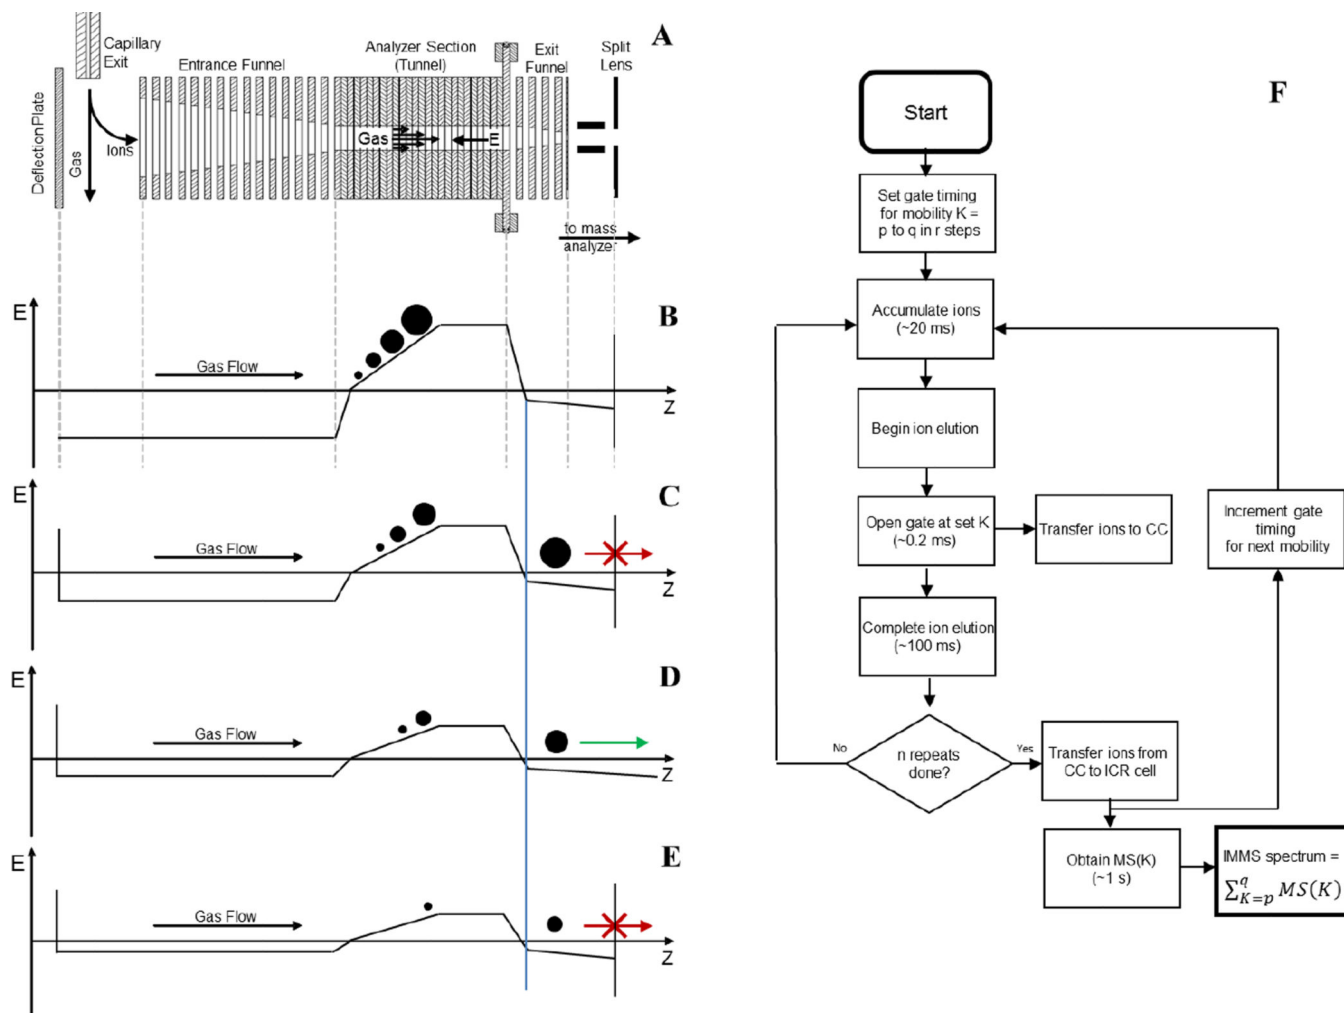 A
Capillary
Exit
Deflection Plate
Gas
Ions
Entrance Funnel
Analyzer Section
(Tunnel)
Exit
Funnel
Split
Lens
Gas
E
to mass
analyzer
B
E
Gas Flow
Z
C
E
Gas Flow
Z
D
E
Gas Flow
Z
E
E
Gas Flow
Z
F
Start
Set gate timing
for mobility K =
p to q in r steps
Accumulate ions
(~20 ms)
Begin ion elution
Open gate at set K
(~0.2 ms)
Transfer ions to CC
Increment gate
timing
for next mobility
Complete ion elution
(~100 ms)
No
n repeats
done?
Yes
Transfer ions from
CC to ICR cell
Obtain MS(K)
(~1 s)
IMMS spectrum =
∑_{K=p}^{q} MS(K)